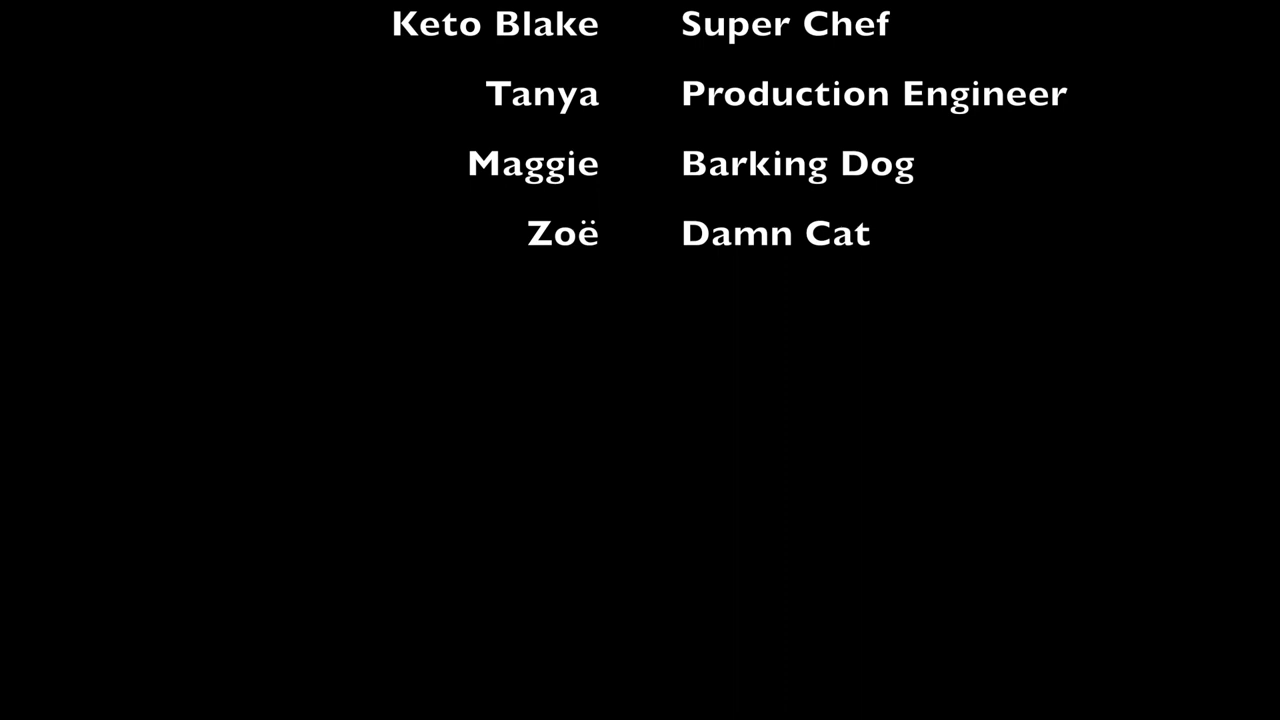 Keto Blake Super Chef
Tanya Production Engineer
Maggie Barking Dog
Zoë Damn Cat